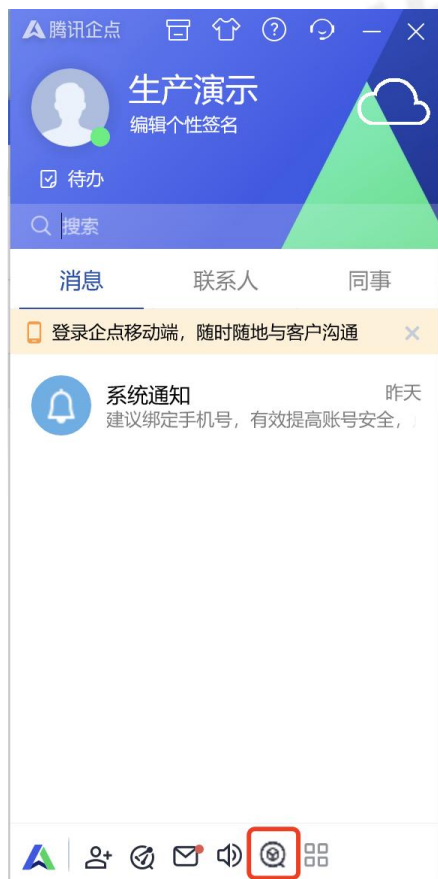 腾讯企点
生产演示
编辑个性签名
待办
搜索
消息 联系人 同事
登录企点移动端，随时随地与客户沟通
系统通知 昨天
建议绑定手机号，有效提高账号安全，